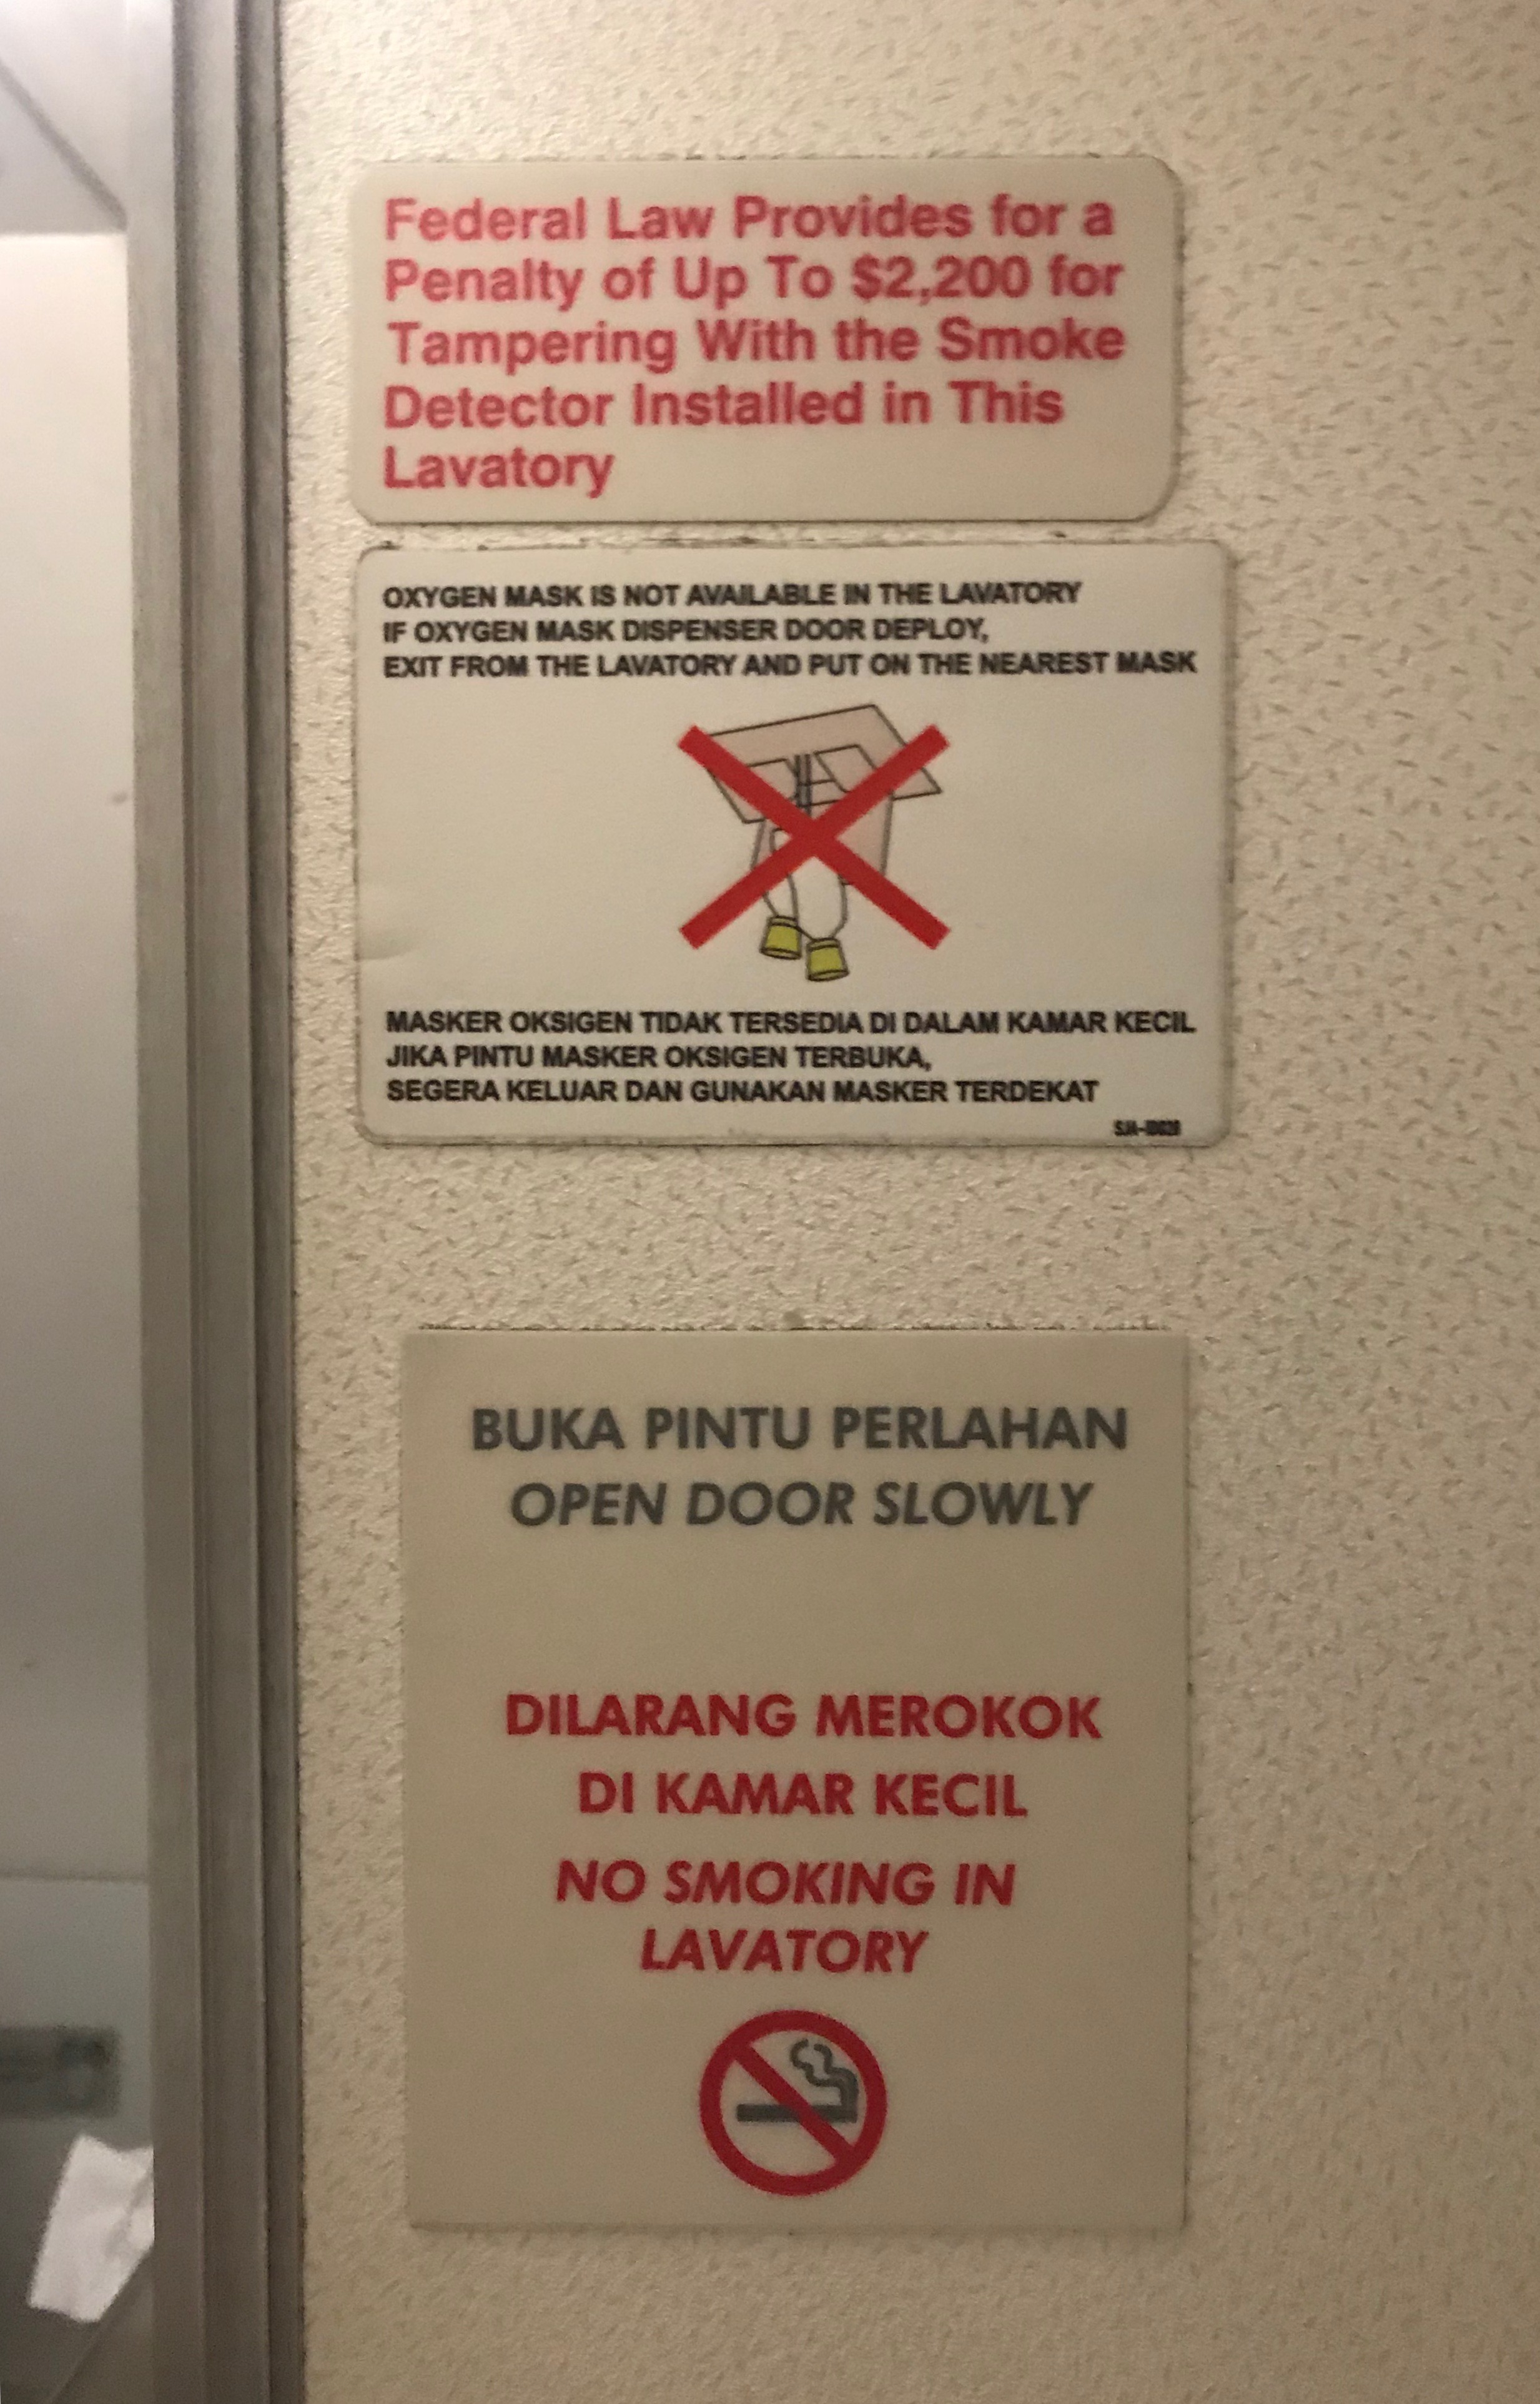 Federal Law Provides for a
Penalty of Up To $2,200 for
Tampering With the Smoke
Detector Installed in This
Lavatory
OXYGEN MASK IS NOT AVAILABLE IN THE LAVATORY
IF OXYGEN MASK DISPENSER DOOR DEPLOY,
EXIT FROM THE LAVATORY AND PUT ON THE NEAREST MASK
MASKER OKSIGEN TIDAK TERSEDIA DI DALAM KAMAR KECIL
JIKA PINTU MASKER OKSIGEN TERBUKA,
SEGERA KELUAR DAN GUNAKAN MASKER TERDEKAT
BUKA PINTU PERLAHAN
OPEN DOOR SLOWLY
DILARANG MEROKOK
DI KAMAR KECIL
NO SMOKING IN
LAVATORY